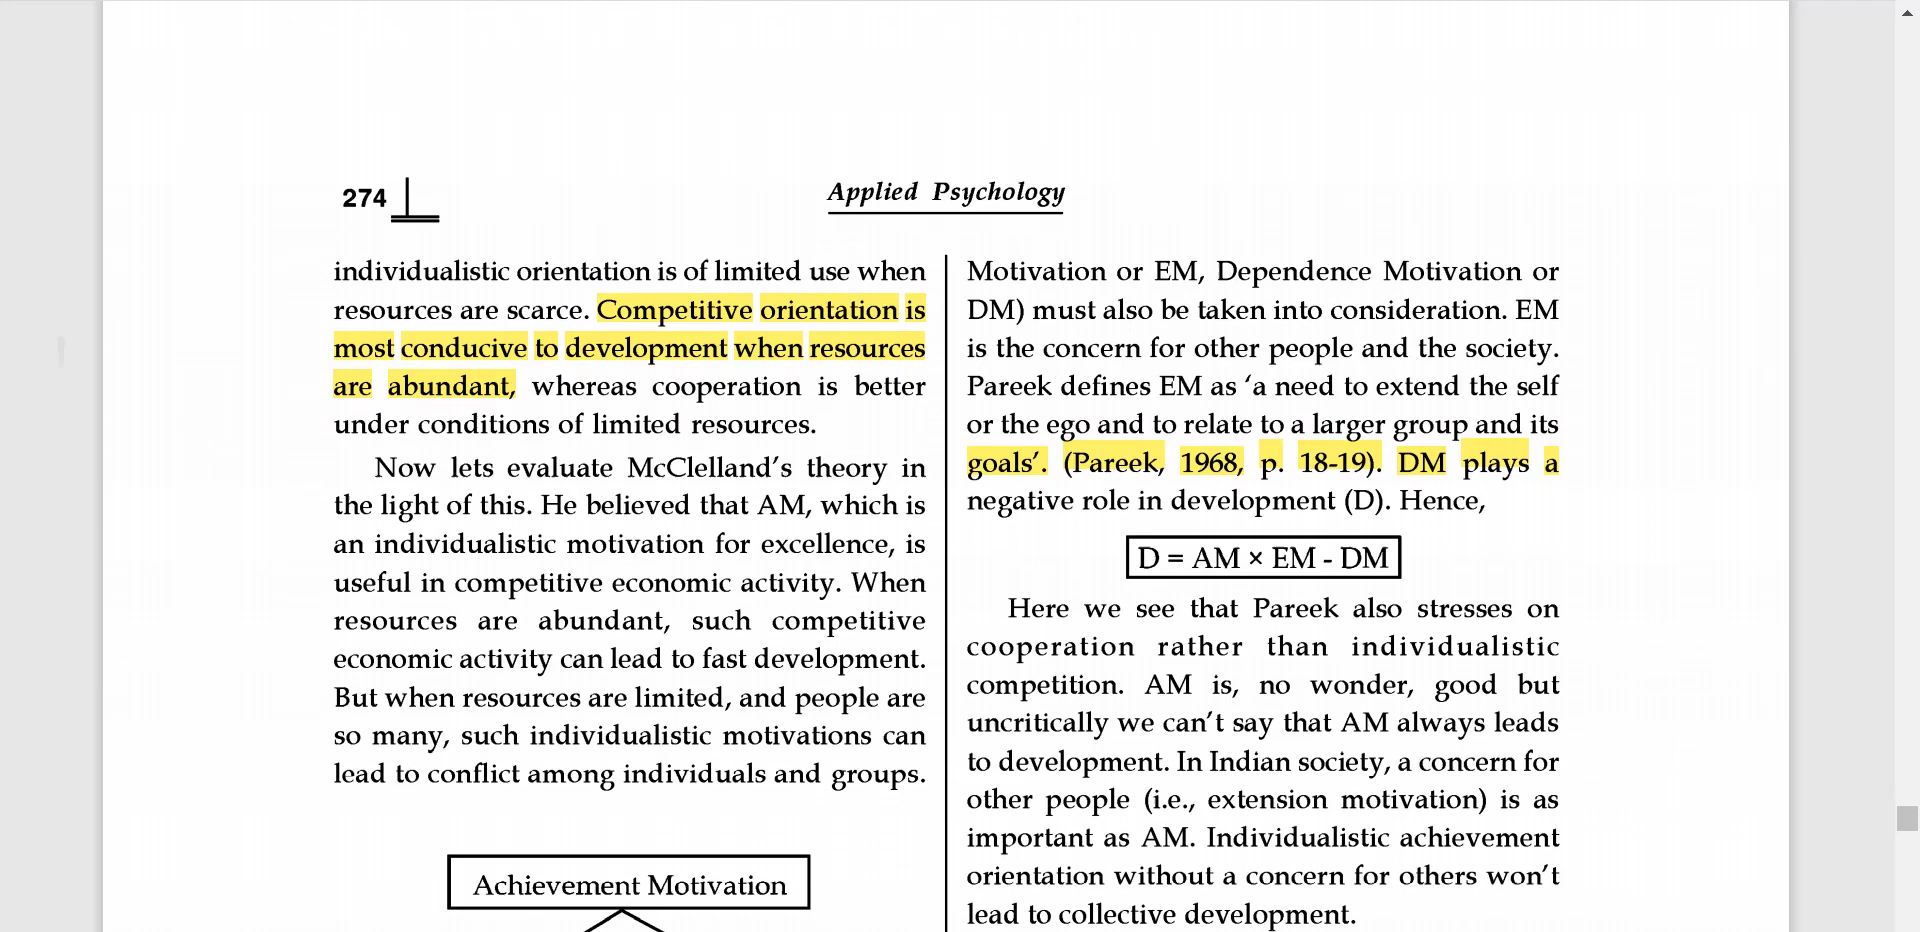 274
Applied Psychology
individualistic orientation is of limited use when
resources are scarce. Competitive orientation is
most conducive to development when resources
are abundant, whereas cooperation is better
under conditions of limited resources.
Now lets evaluate McClelland's theory in
the light of this. He believed that AM, which is
an individualistic motivation for excellence, is
useful in competitive economic activity. When
resources are abundant, such competitive
economic activity can lead to fast development.
But when resources are limited, and people are
so many, such individualistic motivations can
lead to conflict among individuals and groups.
Achievement Motivation
Motivation or EM, Dependence Motivation or
DM) must also be taken into consideration. EM
is the concern for other people and the society.
Pareek defines EM as ‘a need to extend the self
or the ego and to relate to a larger group and its
goals’. (Pareek, 1968, p. 18-19). DM plays a
negative role in development (D). Hence,
D = AM × EM - DM
Here we see that Pareek also stresses on
cooperation rather than individualistic
competition. AM is, no wonder, good but
uncritically we can't say that AM always leads
to development. In Indian society, a concern for
other people (i.e., extension motivation) is as
important as AM. Individualistic achievement
orientation without a concern for others won't
lead to collective development.